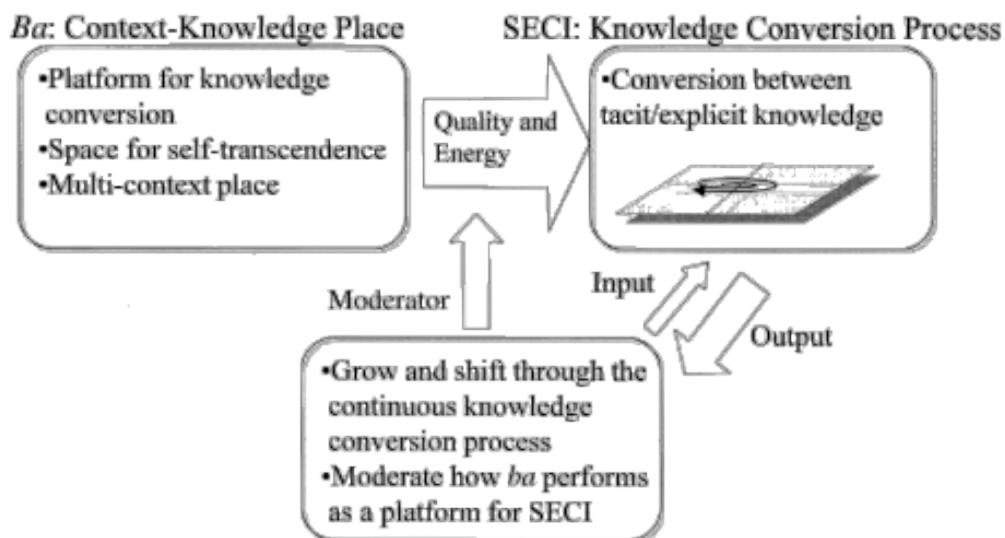 Ba: Context-Knowledge Place
SECI: Knowledge Conversion Process
•Platform for knowledge
conversion
•Space for self-transcendence
•Multi-context place
Quality and
Energy
•Conversion between
tacit/explicit knowledge
Moderator
Input
Output
•Grow and shift through the
continuous knowledge
conversion process
•Moderate how ba performs
as a platform for SECI